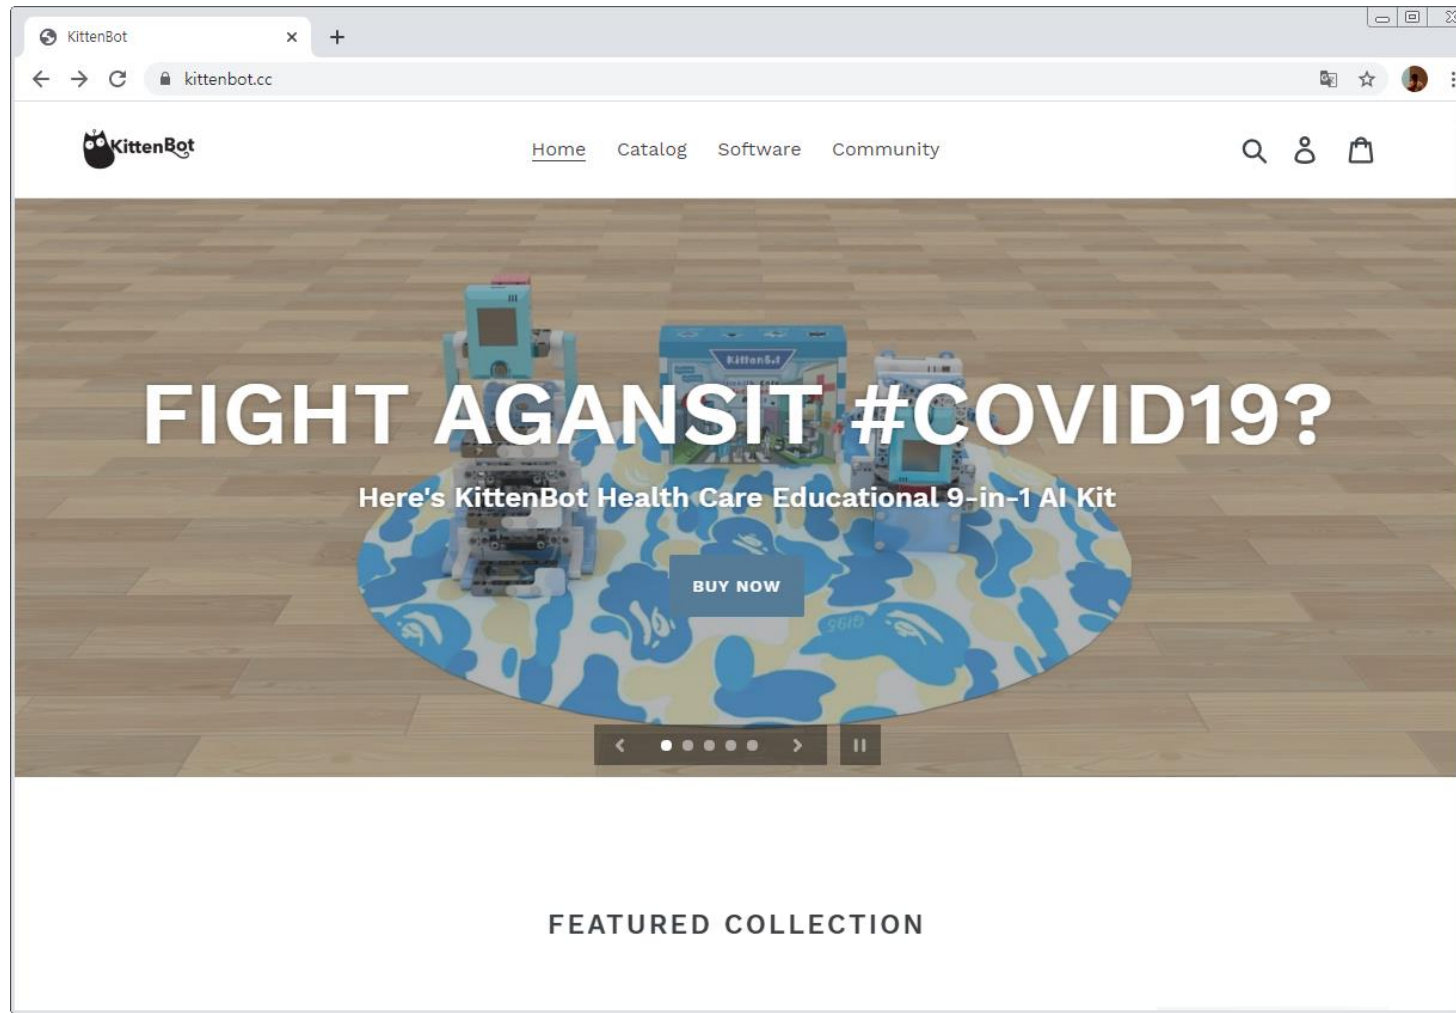 KittenBot
kittenbot.cc
KittenBot
Home Catalog Software Community
KittenBot
FIGHT AGANSIT #COVID19?
Here's KittenBot Health Care Educational 9-in-1 AI Kit
BUY NOW
FEATURED COLLECTION